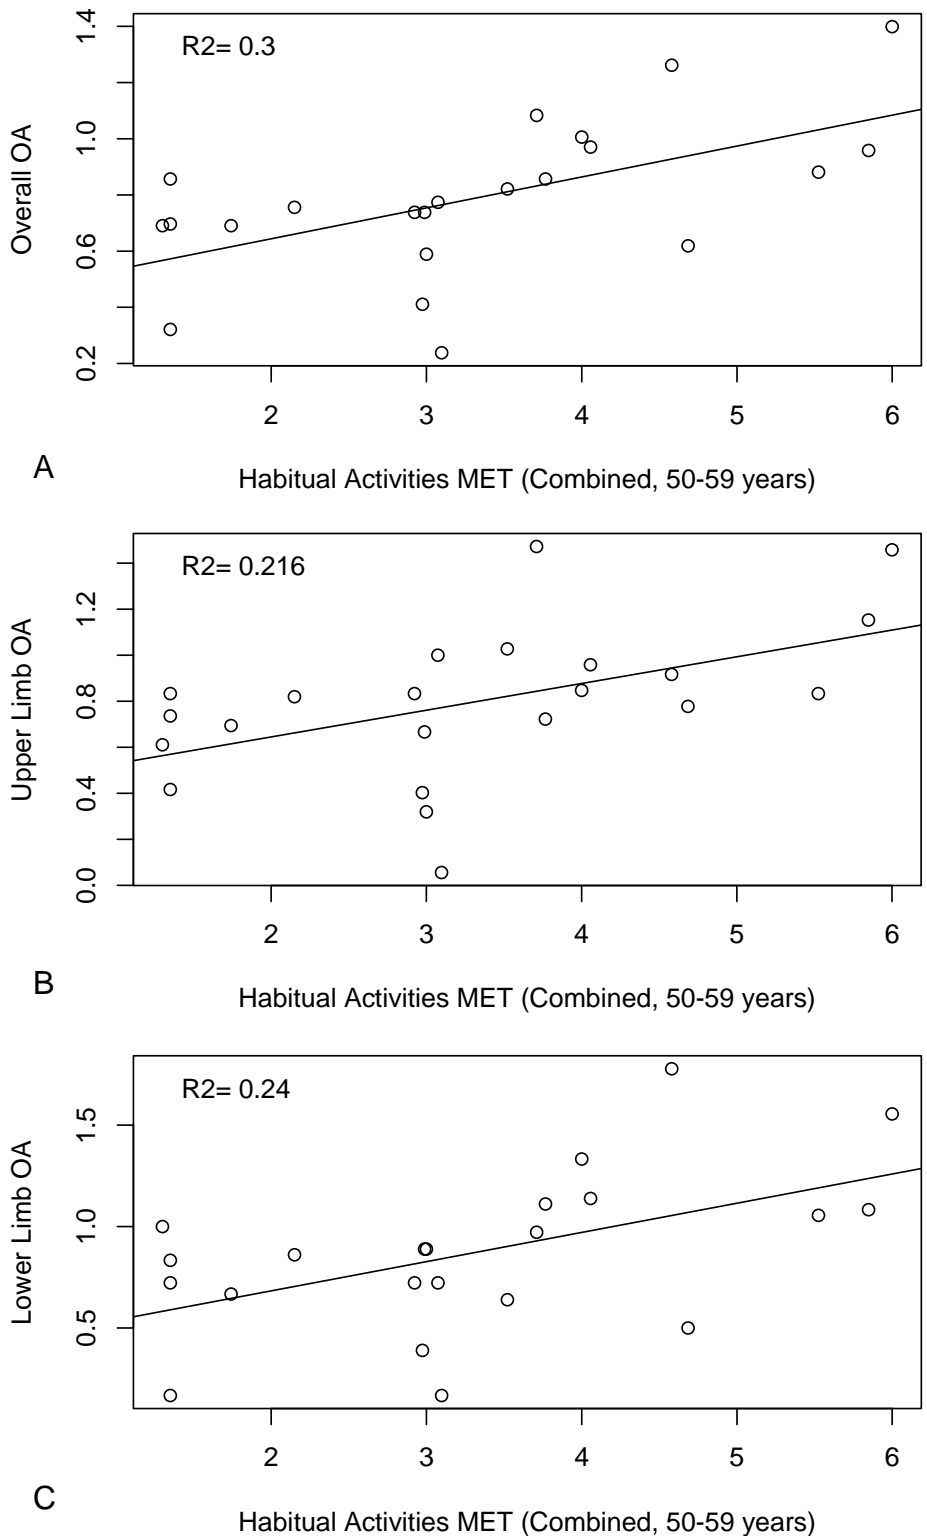 R2= 0.3
Overall OA
1.4
1.0
0.6
0.2
2 3 4 5 6
A
Habitual Activities MET (Combined, 50-59 years)
R2= 0.216
Upper Limb OA
1.2
0.8
0.4
0.0
2 3 4 5 6
B
Habitual Activities MET (Combined, 50-59 years)
R2= 0.24
Lower Limb OA
1.5
1.0
0.5
2 3 4 5 6
C
Habitual Activities MET (Combined, 50-59 years)